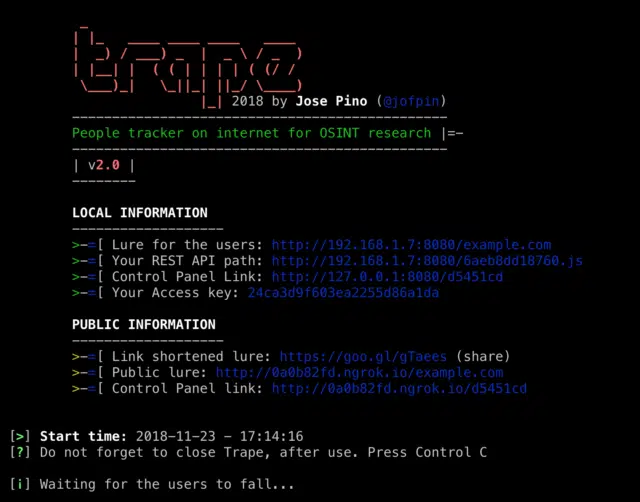 trape
|_| 2018 by Jose Pino (@jofpin)
People tracker on internet for OSINT research |=-
| v2.0 |
LOCAL INFORMATION
>-=[ Lure for the users: http://192.168.1.7:8080/example.com
>-=[ Your REST API path: http://192.168.1.7:8080/6aeb8dd18760.js
>-=[ Control Panel Link: http://127.0.0.1:8080/d5451cd
>-=[ Your Access key: 24ca3d9f603ea2255d86a1da
PUBLIC INFORMATION
>-=[ Link shortened lure: https://goo.gl/gTaees (share)
>-=[ Public lure: http://0a0b82fd.ngrok.io/example.com
>-=[ Control Panel link: http://0a0b82fd.ngrok.io/d5451cd
[>] Start time: 2018-11-23 - 17:14:16
[?] Do not forget to close Trape, after use. Press Control C
[¡] Waiting for the users to fall...